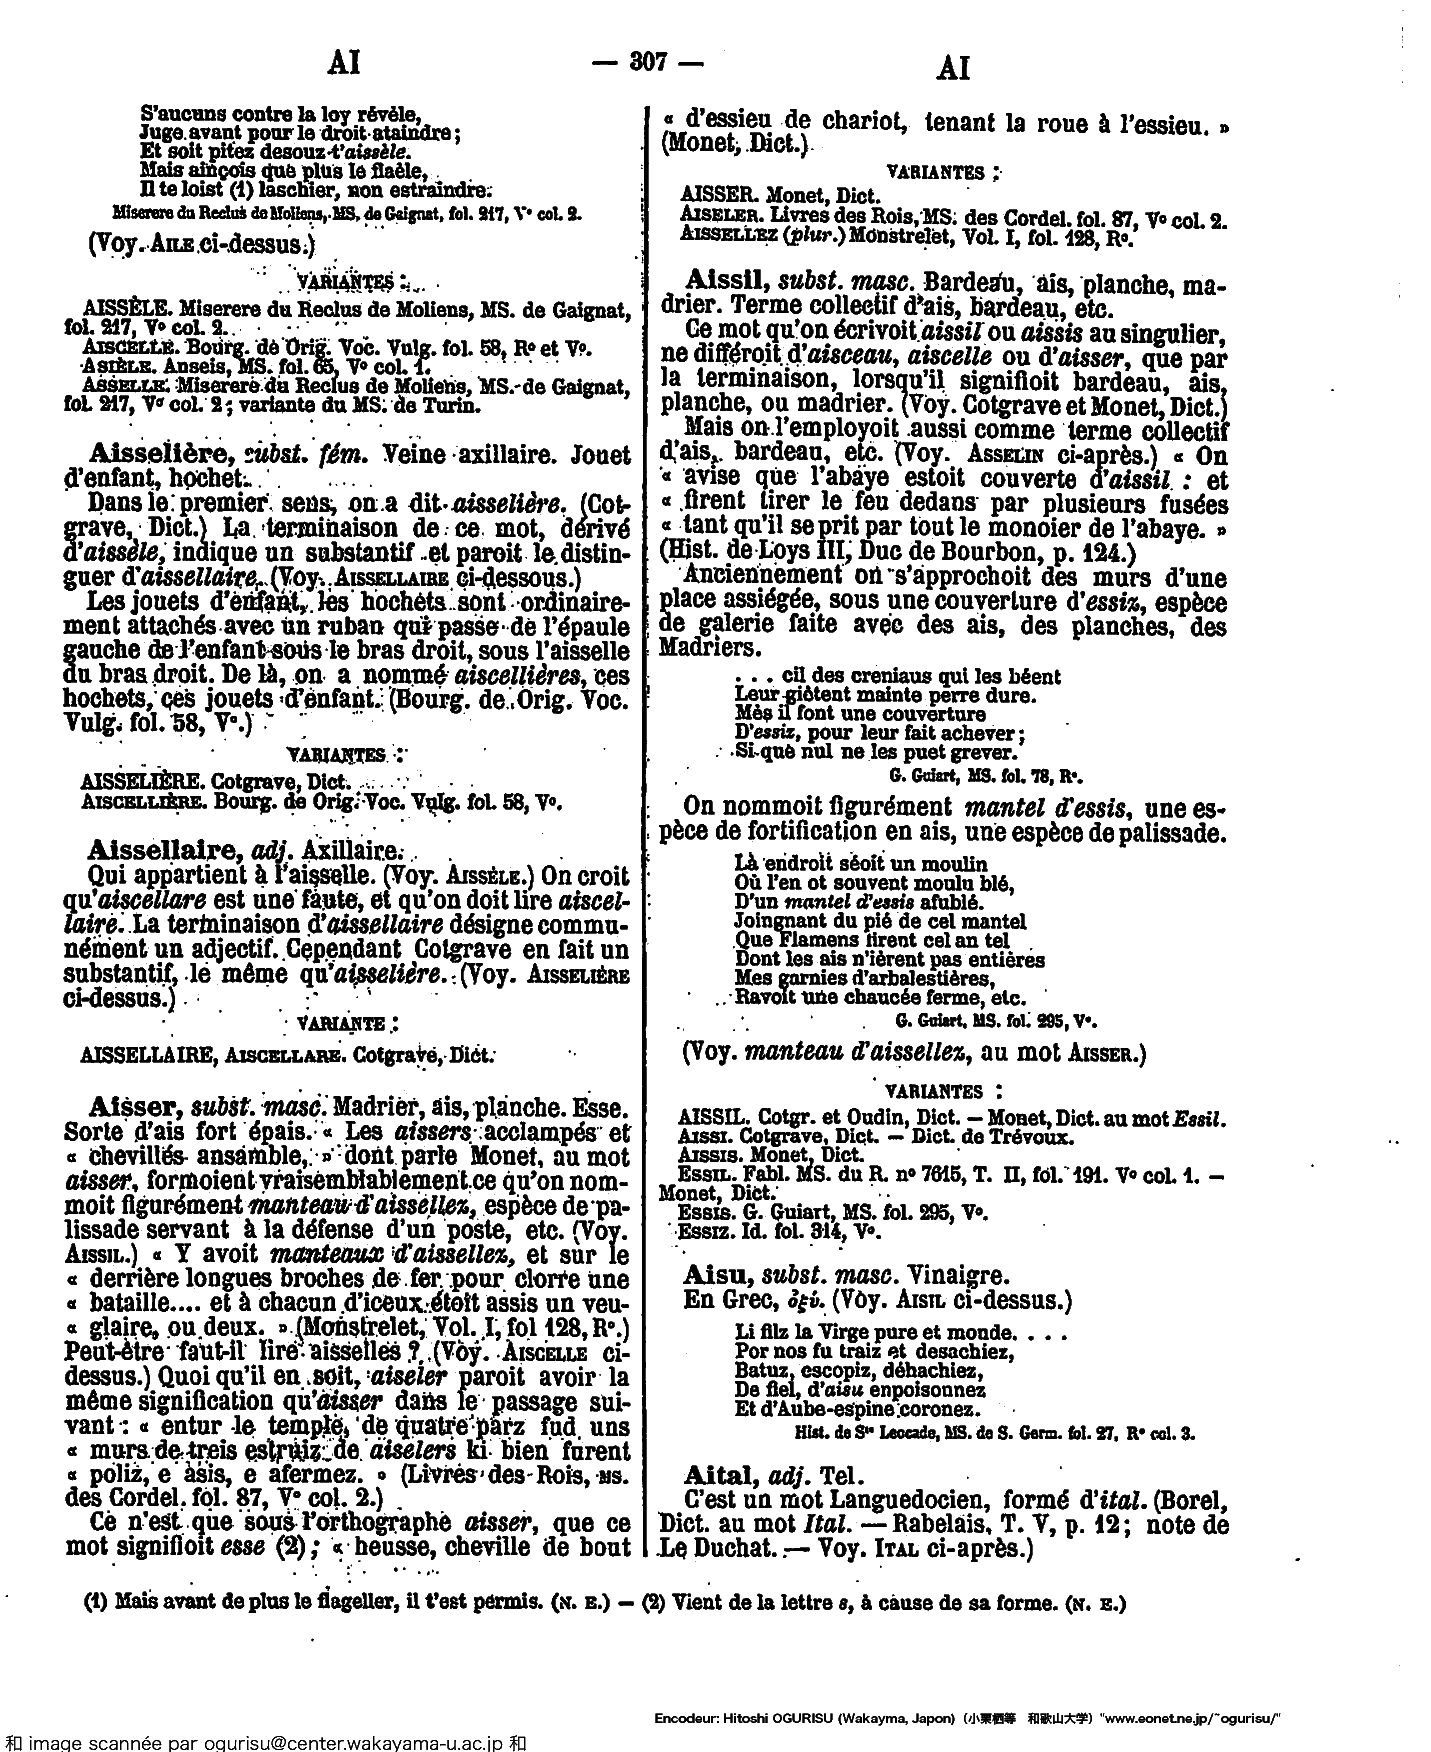 AI
— 307 —
AI
S'aucuns contre la loy révèle,
Juge avant pour le droit ataindre ;
Et soit pitez desouz t'aissèle.
Mais ainçois que plus le flaèle,
Il te loist (1) laschier, non estraindre.
Miserere du Reclus de Moliens, MS. de Gaignat, fol. 217, V° col. 2.
(Voy. AILE ci-dessus.)
VARIANTES :
AISSÈLE. Miserere du Reclus de Moliens, MS. de Gaignat,
fol. 217, V° col. 2.
AISCELLE. Bourg. de Orig. Voc. Vulg. fol. 58, R° et V°.
ASIÈLE. Anseis, MS. fol. 65, V° col. 1.
ASSELLE. Miserere du Reclus de Moliens, MS. de Gaignat,
fol. 217, V° col. 2 ; variante du MS. de Turin.
Aisselière, subst. fém. Veine axillaire. Jouet
d'enfant, hochet.
Dans le premier sens, on a dit aisselière. (Cot-
grave, Dict.) La terminaison de ce mot, dérivé
d'aissèle, indique un substantif et paroit le distin-
guer d'aissellaire. (Voy. AISSELLAIRE ci-dessous.)
Les jouets d'enfant, les hochets sont ordinaire-
ment attachés avec un ruban qui passe de l'épaule
gauche de l'enfant sous le bras droit, sous l'aisselle
du bras droit. De là, on a nommé aiscellières, ces
hochets, ces jouets d'enfant. (Bourg. de Orig. Voc.
Vulg. fol. 58, V°.)
VARIANTES :
AISSELIÈRE. Cotgrave, Dict.
AISCELLIÈRE. Bourg. de Orig. Voc. Vulg. fol. 58, V°.
Aissellaire, adj. Axillaire.
Qui appartient à l'aisselle. (Voy. AISSÈLE.) On croit
qu'aiscellare est une faute, et qu'on doit lire aiscel-
laire. La terminaison d'aissellaire désigne commu-
nément un adjectif. Cependant Cotgrave en fait un
substantif, le même qu'aisselière. (Voy. AISSELIÈRE
ci-dessus.)
VARIANTE :
AISSELLAIRE, AISCELLARE. Cotgrave, Dict.
Aisser, subst. masc. Madrier, ais, planche. Esse.
Sorte d'ais fort épais. « Les aissers acclampés et
« chevillés ansamble, » dont parle Monet, au mot
aisser, formoient vraisemblablement ce qu'on nom-
moit figurément manteau d'aissellez, espèce de pa-
lissade servant à la défense d'un poste, etc. (Voy.
AISSIL.) « Y avoit manteaux d'aissellez, et sur le
« derrière longues broches de fer pour clorre une
« bataille.... et à chacun d'iceux étoit assis un veu-
« glaire, ou deux. » (Monstrelet, Vol. I, fol 128, R°.)
Peut-être faut-il lire aisselles ? (Voy. AISCELLE ci-
dessus.) Quoi qu'il en soit, aiseler paroit avoir la
même signification qu'aisser dans le passage sui-
vant : « entur le temple, de quatre parz fud uns
« murs de treis estruiz de aiselers ki bien furent
« poliz, e asis, e afermez. » (Livres des Rois, MS.
des Cordel. fol. 87, V° col. 2.)
Ce n'est que sous l'orthographe aisser, que ce
mot signifioit esse (2) ; « heusse, cheville de bout
« d'essieu de chariot, tenant la roue à l'essieu. »
(Monet, Dict.)
VARIANTES :
AISSER. Monet, Dict.
AISELER. Livres des Rois, MS. des Cordel. fol. 87, V° col. 2.
AISSELLEZ (plur.) Monstrelet, Vol. I, fol. 128, R°.
Aissil, subst. masc. Bardeau, ais, planche, ma-
drier. Terme collectif d'ais, bardeau, etc.
Ce mot qu'on écrivoit aissil ou aissis au singulier,
ne différoit d'aisceau, aiscelle ou d'aisser, que par
la terminaison, lorsqu'il signifioit bardeau, ais,
planche, ou madrier. (Voy. Cotgrave et Monet, Dict.)
Mais on l'employoit aussi comme terme collectif
d'ais, bardeau, etc. (Voy. ASSELIN ci-après.) « On
« avise que l'abaye estoit couverte d'aissil : et
« firent tirer le feu dedans par plusieurs fusées
« tant qu'il se prit par tout le monoier de l'abaye. »
(Hist. de Loys III, Duc de Bourbon, p. 124.)
Anciennement on s'approchoit des murs d'une
place assiégée, sous une couverture d'essiz, espèce
de galerie faite avec des ais, des planches, des
Madriers.
. . . cil des creniaus qui les béent
Leur giètent mainte perre dure.
Mès il font une couverture
D'essiz, pour leur fait achever ;
Si que nul ne les puet grever.
G. Guiart, MS. fol. 78, R°.
On nommoit figurément mantel d'essis, une es-
pèce de fortification en ais, une espèce de palissade.
Là endroit séoit un moulin
Où l'en ot souvent moulu blé,
D'un mantel d'essis afublé.
Joingnant du pié de cel mantel
Que Flamens firent cel an tel
Dont les ais n'ièrent pas entières
Mes garnies d'arbalestières,
Ravoit une chaucée ferme, etc.
G. Guiart, MS. fol. 295, V°.
(Voy. manteau d'aissellez, au mot AISSER.)
VARIANTES :
AISSIL. Cotgr. et Oudin, Dict. — Monet, Dict. au mot Essil.
AISSI. Cotgrave, Dict. — Dict. de Trévoux.
AISSIS. Monet, Dict.
ESSIL. Fabl. MS. du R. n° 7615, T. II, fol. 191. V° col. 1. —
Monet, Dict.
ESSIS. G. Guiart, MS. fol. 295, V°.
ESSIZ. Id. fol. 314, V°.
Aisu, subst. masc. Vinaigre.
En Grec, ὀξύ. (Voy. AISIL ci-dessus.)
Li filz la Virge pure et monde. . . .
Por nos fu traiz et desachiez,
Batuz, escopiz, déhachiez,
De fiel, d'aisu enpoisonnez
Et d'Aube-espine coronez.
Hist. de Ste Leocade, MS. de S. Germ. fol. 27, R° col. 3.
Aital, adj. Tel.
C'est un mot Languedocien, formé d'ital. (Borel,
Dict. au mot Ital. — Rabelais, T. V, p. 12 ; note de
Le Duchat. — Voy. ITAL ci-après.)
(1) Mais avant de plus le flageller, il t'est permis. (N. E.) — (2) Vient de la lettre s, à cause de sa forme. (N. E.)
Encodeur: Hitoshi OGURISU (Wakayma, Japon) (小栗栖等 和歌山大学) "www.eonet.ne.jp/~ogurisu/"
和 image scannée par ogurisu@center.wakayama-u.ac.jp 和